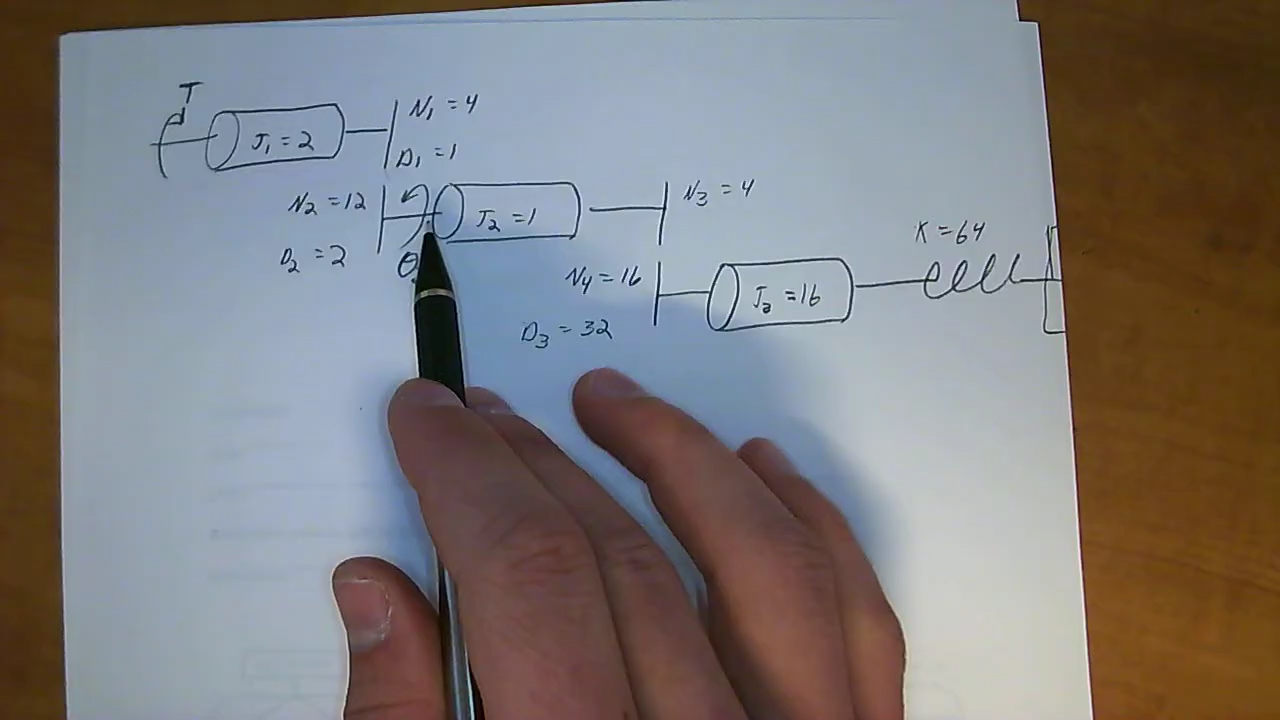 T
J1 = 2
N1 = 4
D1 = 1
N2 = 12
D2 = 2
J2 = 1
N3 = 4
N4 = 16
D3 = 32
J3 = 16
K = 64